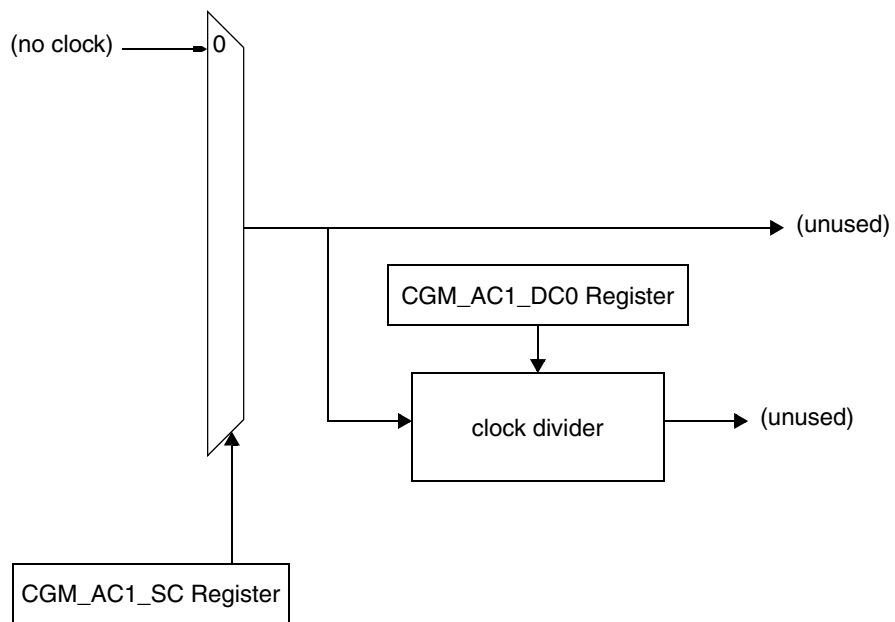 (no clock)
0
(unused)
CGM_AC1_DC0 Register
clock divider
(unused)
CGM_AC1_SC Register